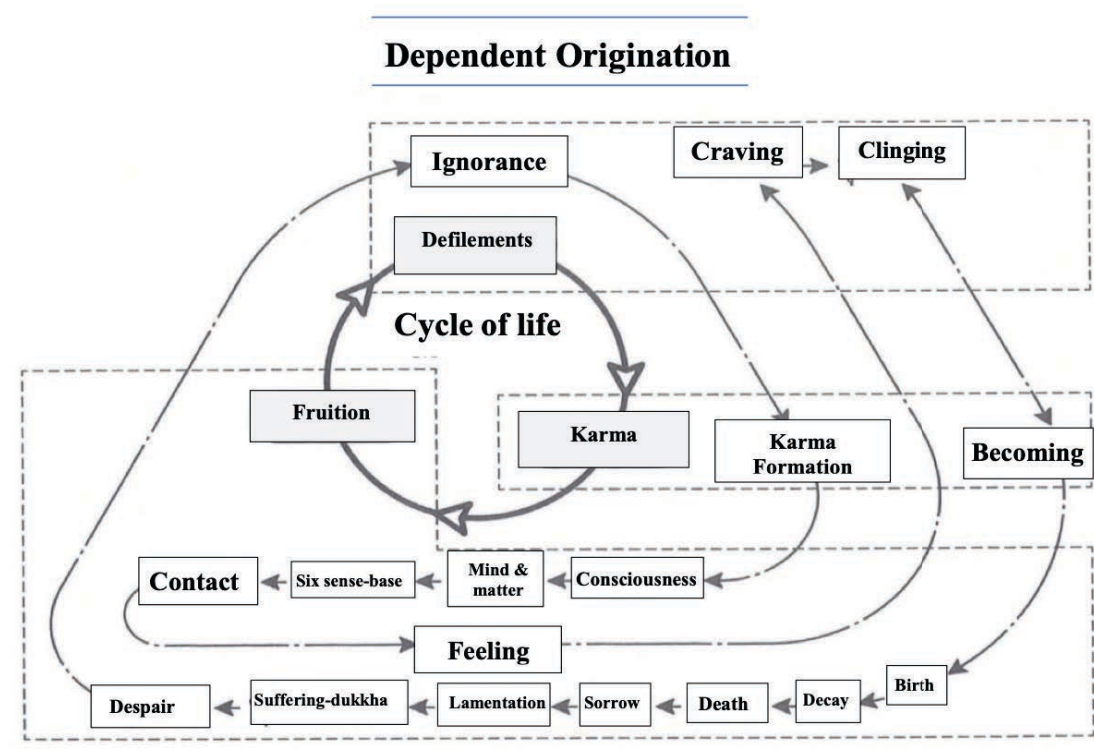 Dependent Origination
Ignorance
Craving
Clinging
Defilements
Cycle of life
Fruition
Karma
Karma
Formation
Becoming
Contact
Six sense-base
Mind &
matter
Consciousness
Feeling
Despair
Suffering-dukkha
Lamentation
Sorrow
Death
Decay
Birth